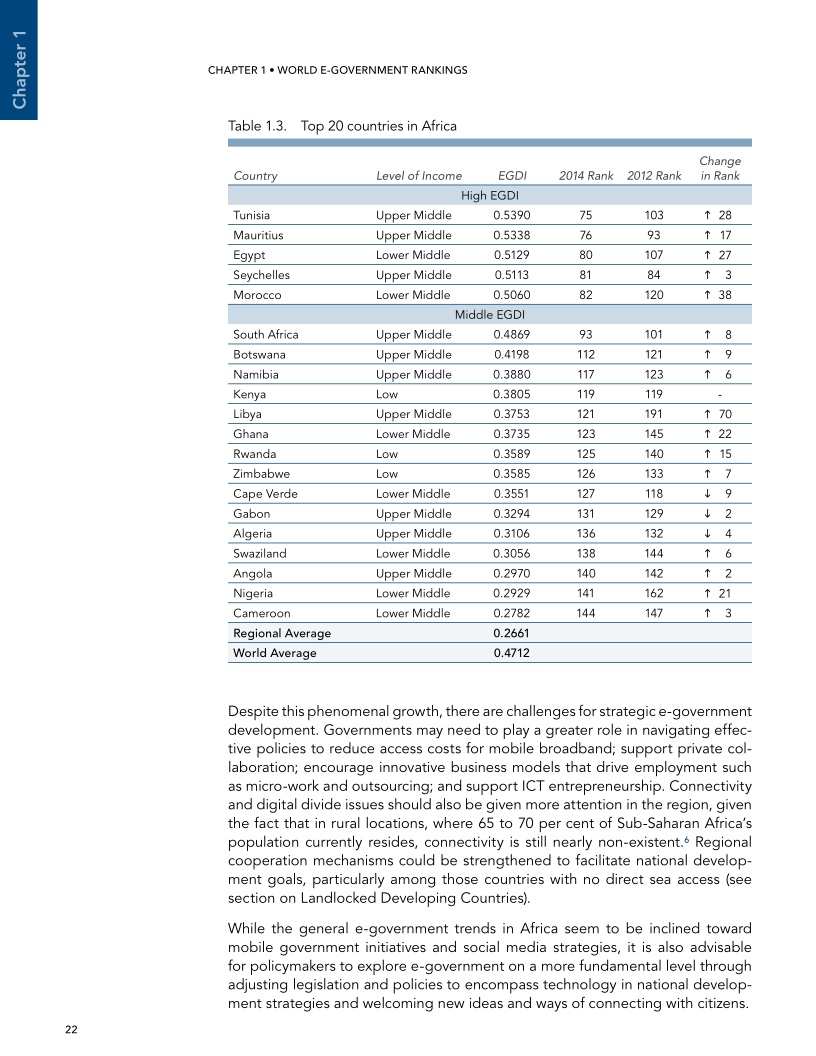 Chapter 1
CHAPTER 1 • WORLD E-GOVERNMENT RANKINGS
Table 1.3. Top 20 countries in Africa
Country Level of Income EGDI 2014 Rank 2012 Rank Change in Rank
High EGDI
Tunisia Upper Middle 0.5390 75 103 ↑ 28
Mauritius Upper Middle 0.5338 76 93 ↑ 17
Egypt Lower Middle 0.5129 80 107 ↑ 27
Seychelles Upper Middle 0.5113 81 84 ↑ 3
Morocco Lower Middle 0.5060 82 120 ↑ 38
Middle EGDI
South Africa Upper Middle 0.4869 93 101 ↑ 8
Botswana Upper Middle 0.4198 112 121 ↑ 9
Namibia Upper Middle 0.3880 117 123 ↑ 6
Kenya Low 0.3805 119 119 -
Libya Upper Middle 0.3753 121 191 ↑ 70
Ghana Lower Middle 0.3735 123 145 ↑ 22
Rwanda Low 0.3589 125 140 ↑ 15
Zimbabwe Low 0.3585 126 133 ↑ 7
Cape Verde Lower Middle 0.3551 127 118 ↓ 9
Gabon Upper Middle 0.3294 131 129 ↓ 2
Algeria Upper Middle 0.3106 136 132 ↓ 4
Swaziland Lower Middle 0.3056 138 144 ↑ 6
Angola Upper Middle 0.2970 140 142 ↑ 2
Nigeria Lower Middle 0.2929 141 162 ↑ 21
Cameroon Lower Middle 0.2782 144 147 ↑ 3
Regional Average 0.2661
World Average 0.4712
Despite this phenomenal growth, there are challenges for strategic e-government
development. Governments may need to play a greater role in navigating effec-
tive policies to reduce access costs for mobile broadband; support private col-
laboration; encourage innovative business models that drive employment such
as micro-work and outsourcing; and support ICT entrepreneurship. Connectivity
and digital divide issues should also be given more attention in the region, given
the fact that in rural locations, where 65 to 70 per cent of Sub-Saharan Africa's
population currently resides, connectivity is still nearly non-existent.⁶ Regional
cooperation mechanisms could be strengthened to facilitate national develop-
ment goals, particularly among those countries with no direct sea access (see
section on Landlocked Developing Countries).
While the general e-government trends in Africa seem to be inclined toward
mobile government initiatives and social media strategies, it is also advisable
for policymakers to explore e-government on a more fundamental level through
adjusting legislation and policies to encompass technology in national develop-
ment strategies and welcoming new ideas and ways of connecting with citizens.
22